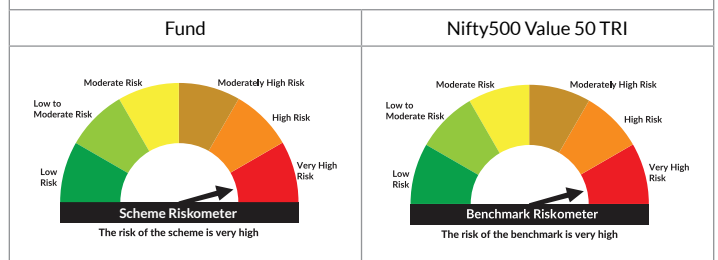 Fund
Nifty500 Value 50 TRI
Moderate Risk
Moderately High Risk
Low to
Moderate Risk
High Risk
Low
Risk
Very High
Risk
Scheme Riskometer
The risk of the scheme is very high
Moderate Risk
Moderately High Risk
Low to
Moderate Risk
High Risk
Low
Risk
Very High
Risk
Benchmark Riskometer
The risk of the benchmark is very high